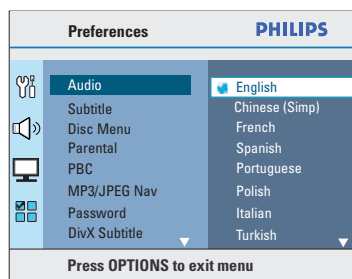 Preferences
PHILIPS
Audio
Subtitle
Disc Menu
Parental
PBC
MP3/JPEG Nav
Password
DivX Subtitle
English
Chinese (Simp)
French
Spanish
Portuguese
Polish
Italian
Turkish
Press OPTIONS to exit menu